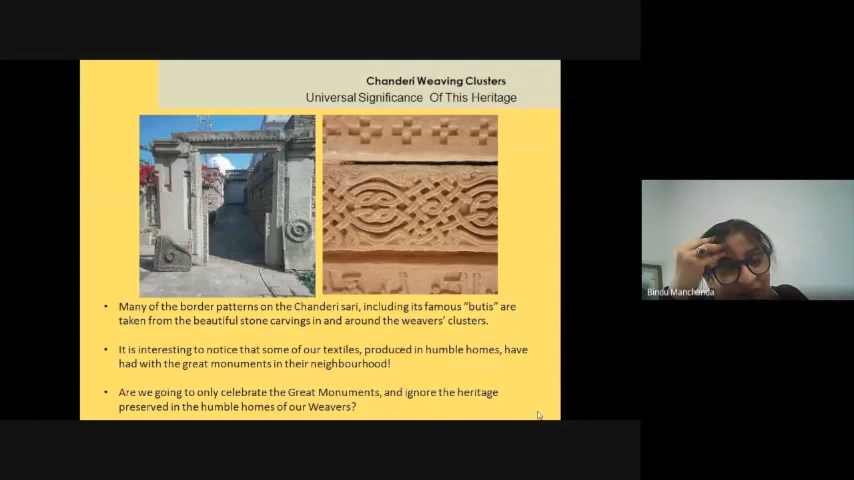 Chanderi Weaving Clusters
Universal Significance Of This Heritage
• Many of the border patterns on the Chanderi sari, including its famous "butis" are
taken from the beautiful stone carvings in and around the weavers' clusters.
• It is interesting to notice that some of our textiles, produced in humble homes, have
had with the great monuments in their neighbourhood!
• Are we going to only celebrate the Great Monuments, and ignore the heritage
preserved in the humble homes of our Weavers?
Bindu Manchanda